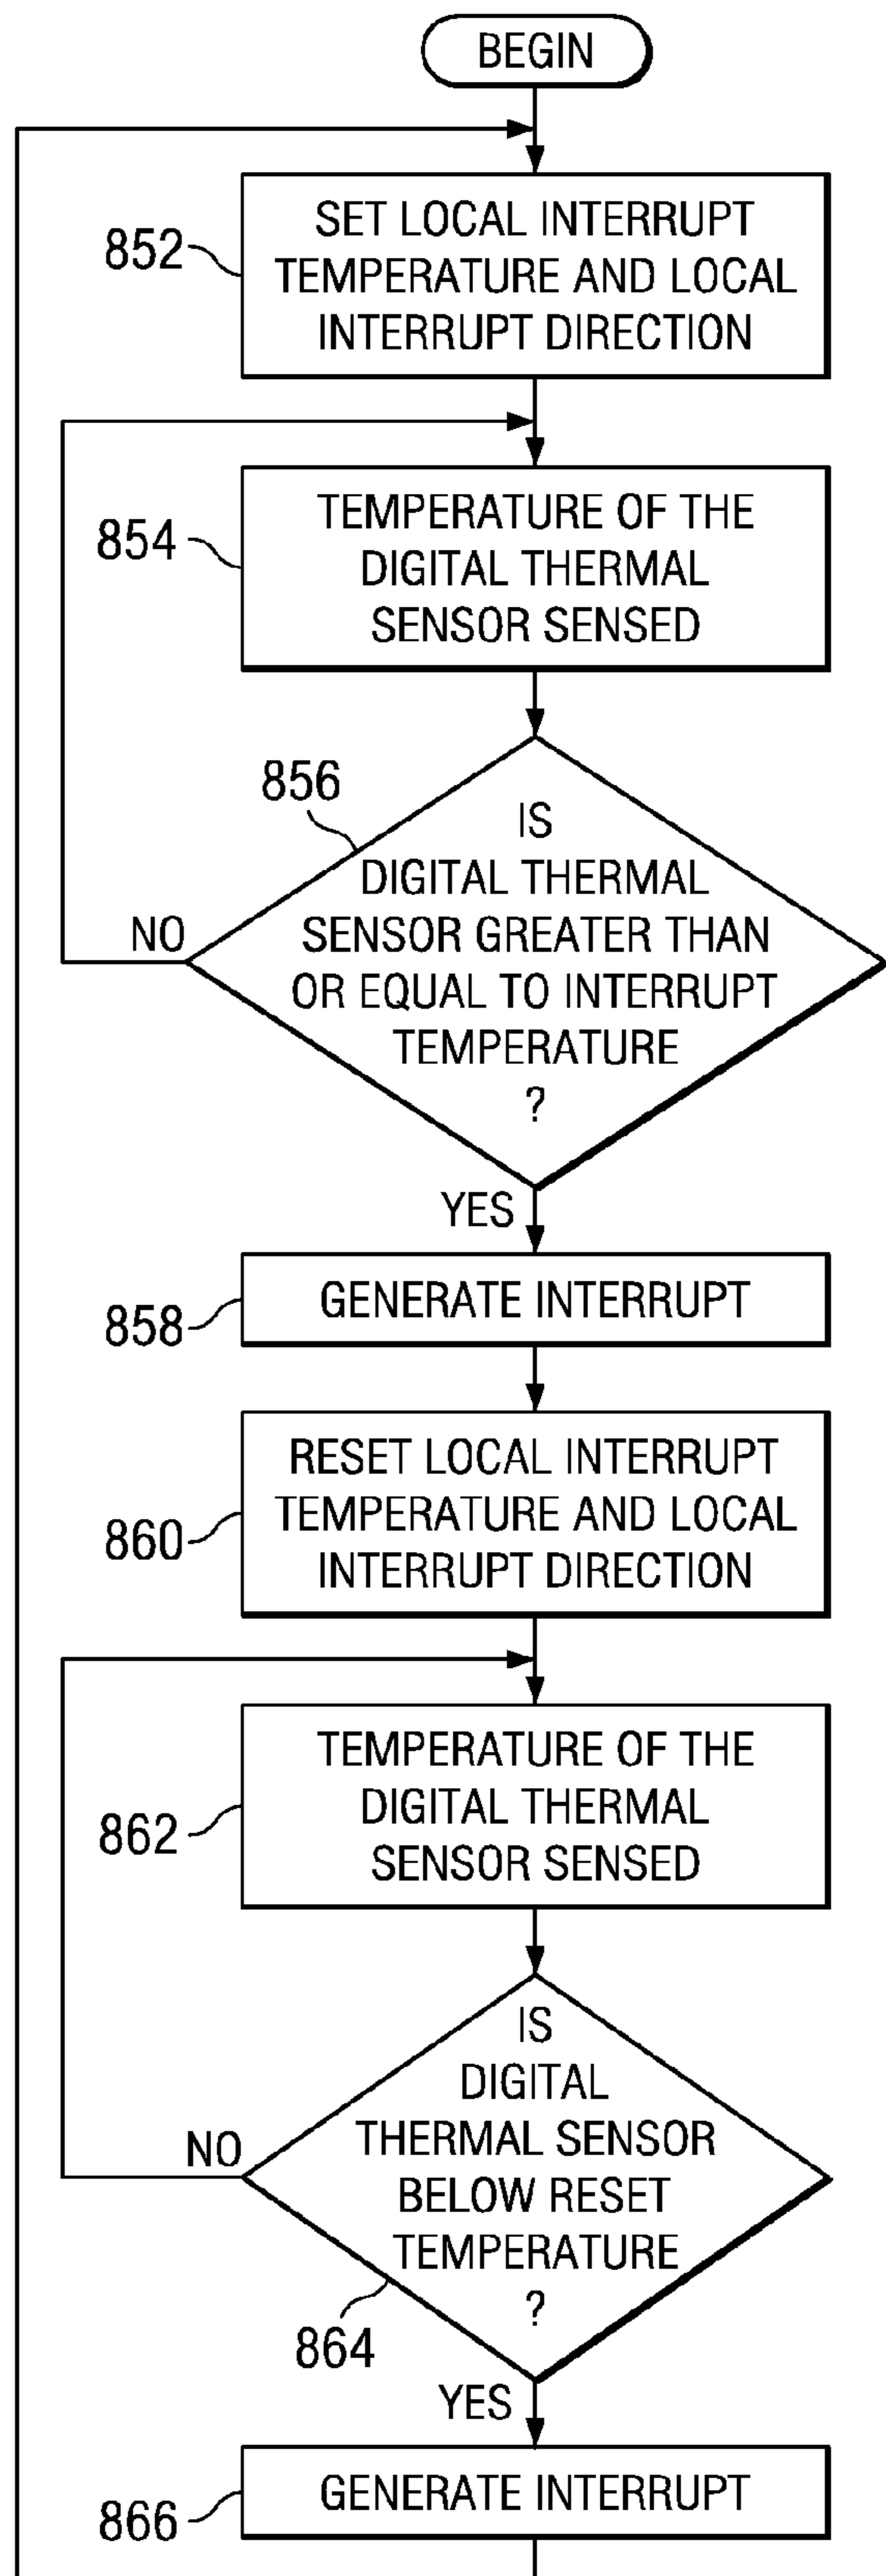 BEGIN
852
SET LOCAL INTERRUPT
TEMPERATURE AND LOCAL
INTERRUPT DIRECTION
854
TEMPERATURE OF THE
DIGITAL THERMAL
SENSOR SENSED
856
IS
DIGITAL THERMAL
SENSOR GREATER THAN
OR EQUAL TO INTERRUPT
TEMPERATURE
?
NO
YES
858
GENERATE INTERRUPT
860
RESET LOCAL INTERRUPT
TEMPERATURE AND LOCAL
INTERRUPT DIRECTION
862
TEMPERATURE OF THE
DIGITAL THERMAL
SENSOR SENSED
IS
DIGITAL
THERMAL SENSOR
BELOW RESET
TEMPERATURE
?
NO
864
YES
866
GENERATE INTERRUPT